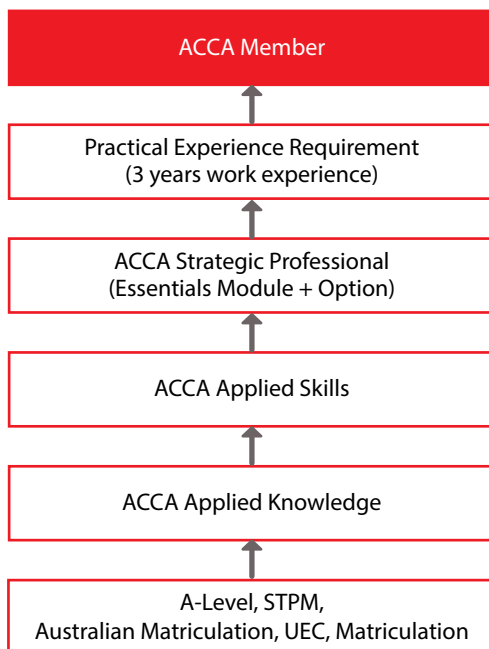 ACCA Member
Practical Experience Requirement
(3 years work experience)
ACCA Strategic Professional
(Essentials Module + Option)
ACCA Applied Skills
ACCA Applied Knowledge
A-Level, STPM,
Australian Matriculation, UEC, Matriculation